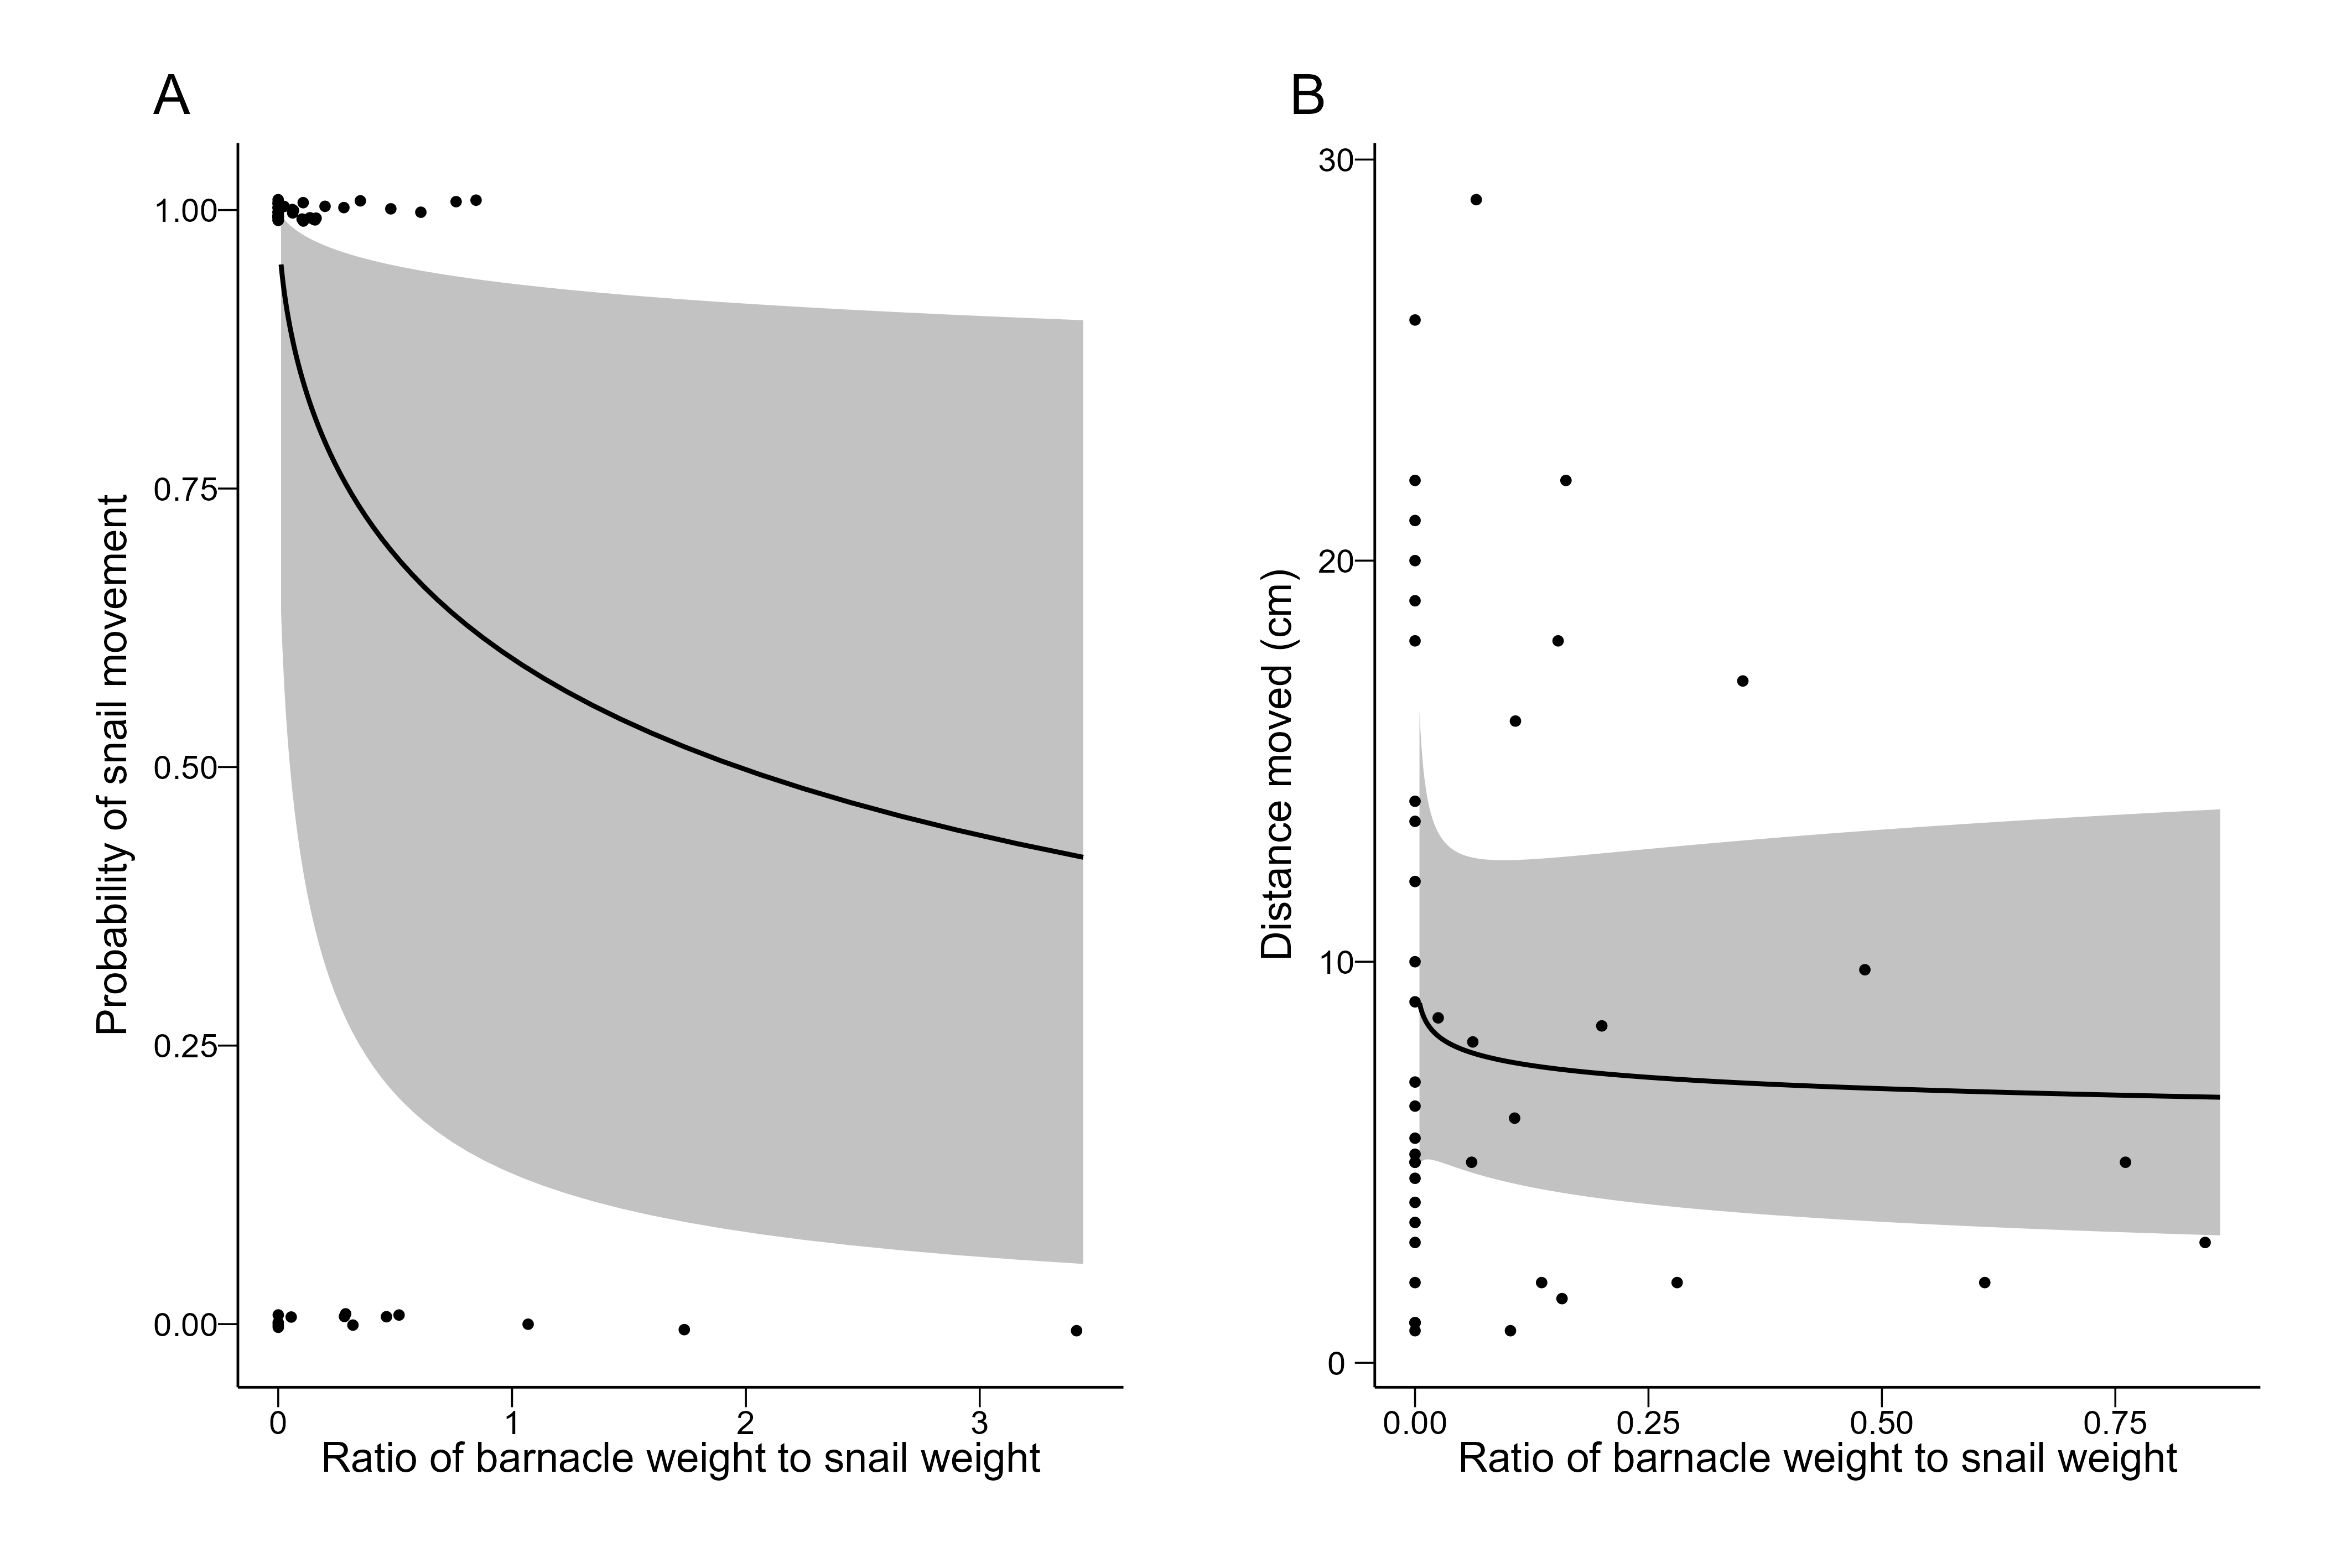 A
Probability of snail movement
1.00
0.75
0.50
0.25
0.00
0 1 2 3
Ratio of barnacle weight to snail weight
B
Distance moved (cm)
30
20
10
0
0.00 0.25 0.50 0.75
Ratio of barnacle weight to snail weight